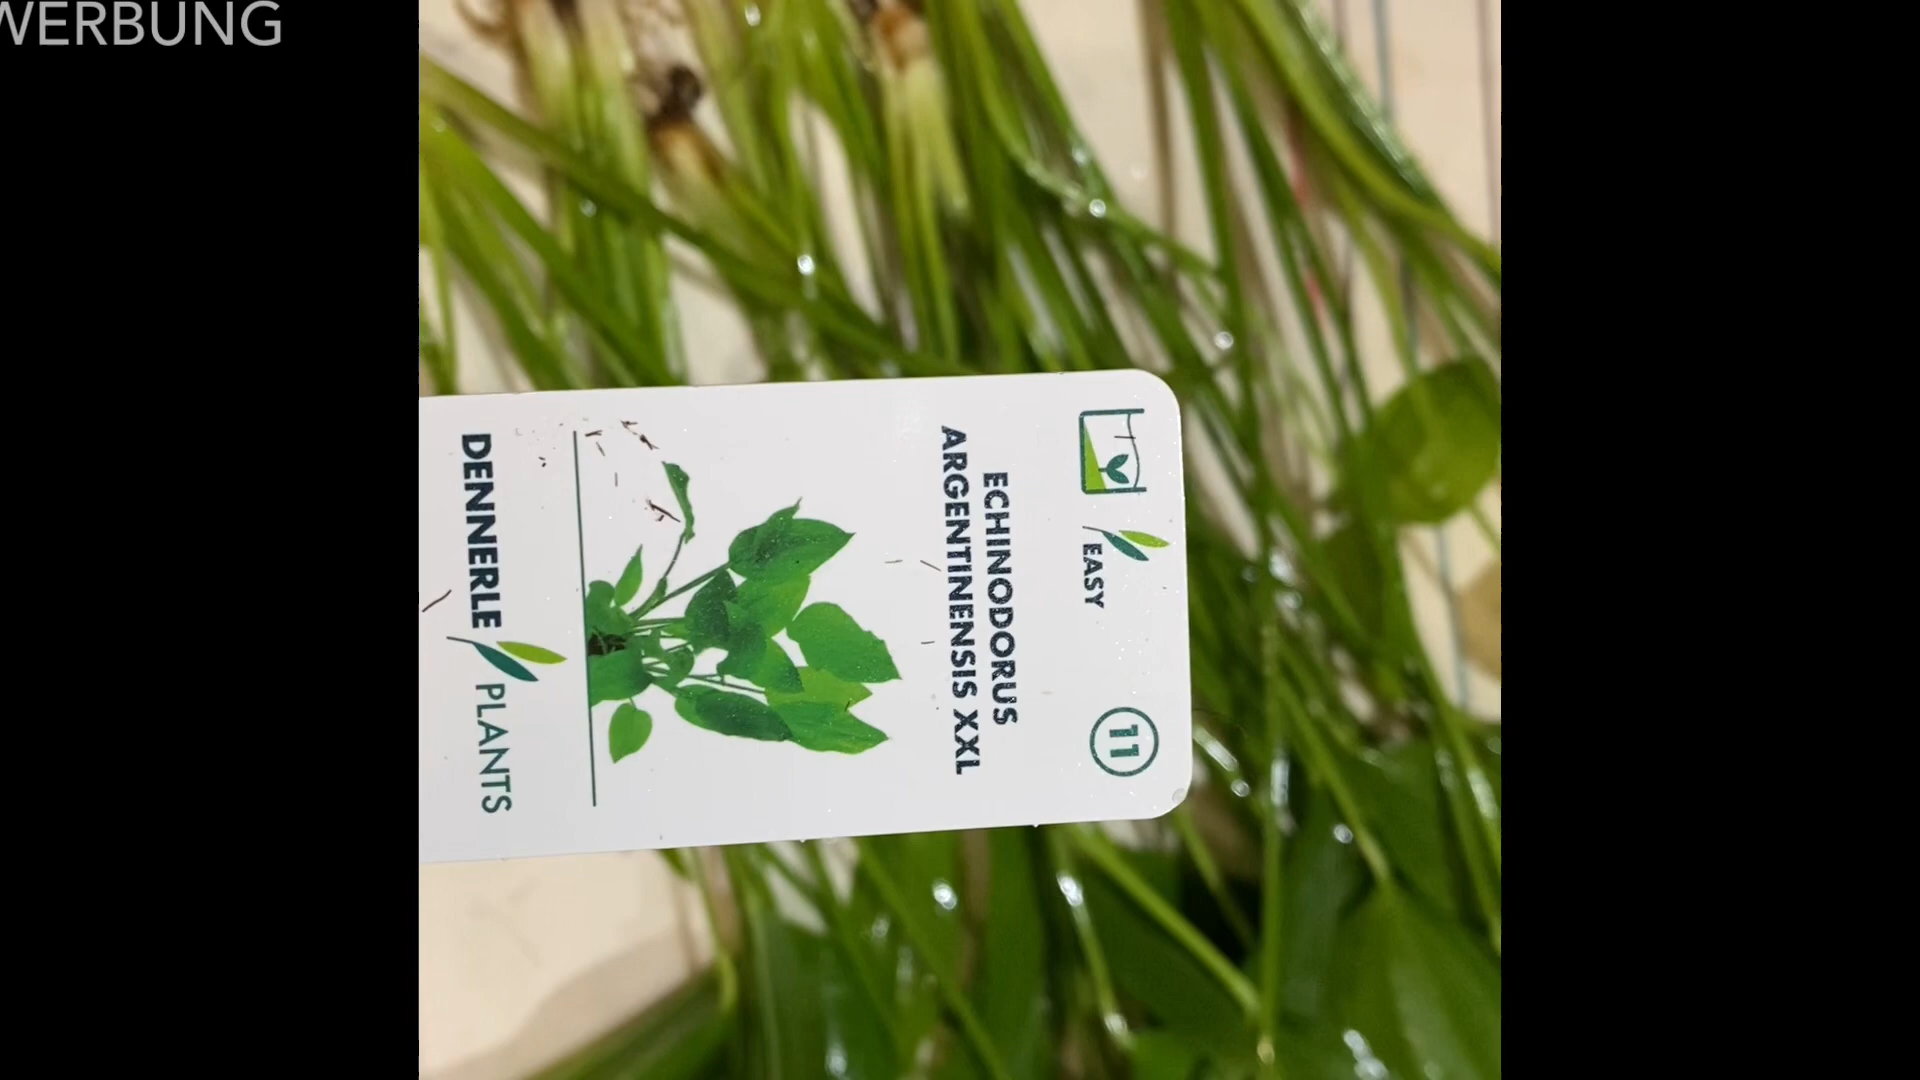 WERBUNG
EASY
11
ECHINODORUS
ARGENTINENSIS XXL
DENNERLE PLANTS